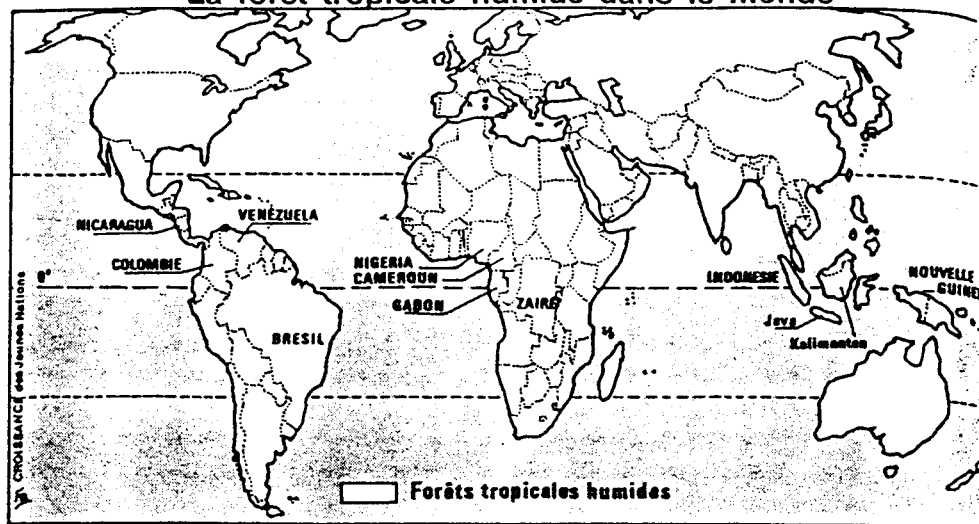 La forêt tropicale humide dans le monde
NICARAGUA
VENÉZUELA
COLOMBIE
0°
BRESIL
NIGERIA
CAMEROUN
GABON
ZAIRE
INDONESIE
NOUVELLE
GUINEE
Java
Kalimantan
CROISSANCE des Jeunes Nations
Forêts tropicales humides